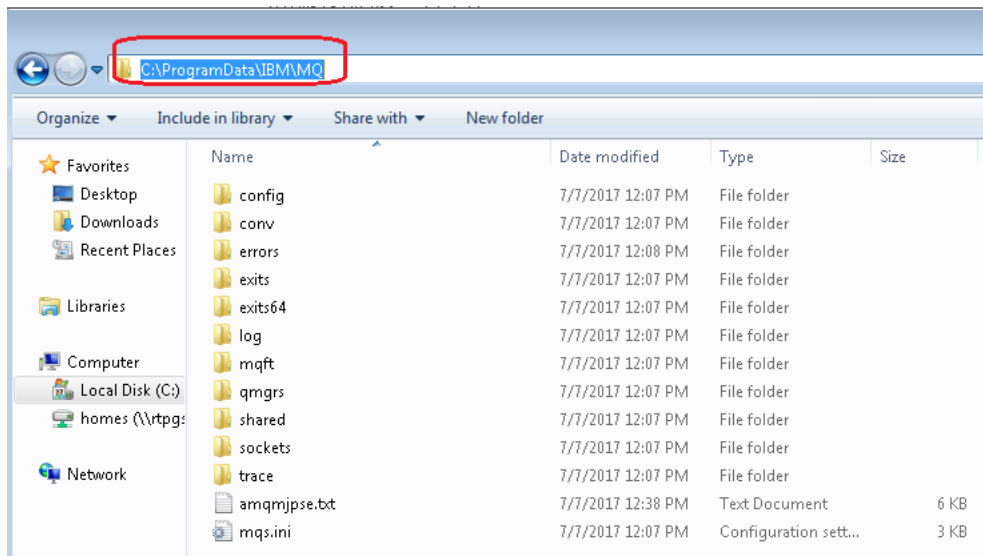 C:\ProgramData\IBM\MQ
Organize Include in library Share with New folder
Favorites
Desktop
Downloads
Recent Places
Libraries
Computer
Local Disk (C:)
homes (\\rtpgs
Network
Name Date modified Type Size
config 7/7/2017 12:07 PM File folder
conv 7/7/2017 12:07 PM File folder
errors 7/7/2017 12:08 PM File folder
exits 7/7/2017 12:07 PM File folder
exits64 7/7/2017 12:07 PM File folder
log 7/7/2017 12:07 PM File folder
mqft 7/7/2017 12:07 PM File folder
qmgrs 7/7/2017 12:07 PM File folder
shared 7/7/2017 12:07 PM File folder
sockets 7/7/2017 12:07 PM File folder
trace 7/7/2017 12:07 PM File folder
amqmjpse.txt 7/7/2017 12:38 PM Text Document 6 KB
mqs.ini 7/7/2017 12:07 PM Configuration sett... 3 KB